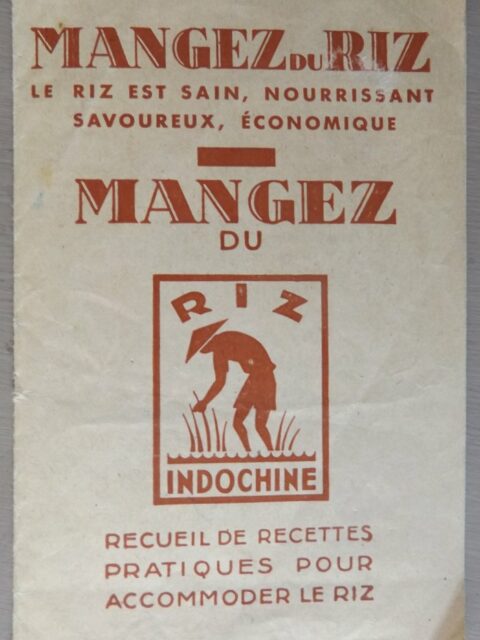 MANGEZ DU RIZ
LE RIZ EST SAIN, NOURRISSANT
SAVOUREUX, ÉCONOMIQUE
MANGEZ
DU
RIZ
INDOCHINE
RECUEIL DE RECETTES
PRATIQUES POUR
ACCOMMODER LE RIZ